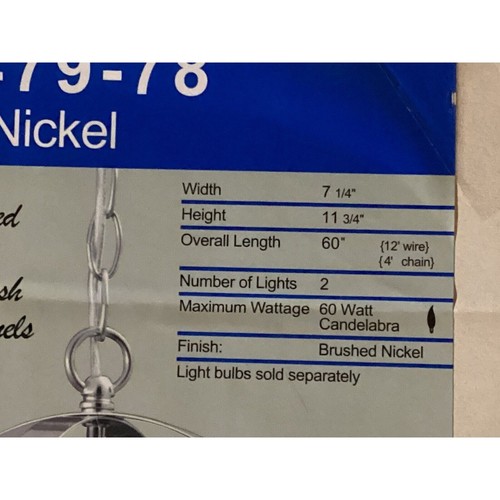 -79-78
Nickel
Width 7 1/4"
Height 11 3/4"
Overall Length 60" {12' wire}
{4' chain}
Number of Lights 2
Maximum Wattage 60 Watt
Candelabra
Finish: Brushed Nickel
Light bulbs sold separately